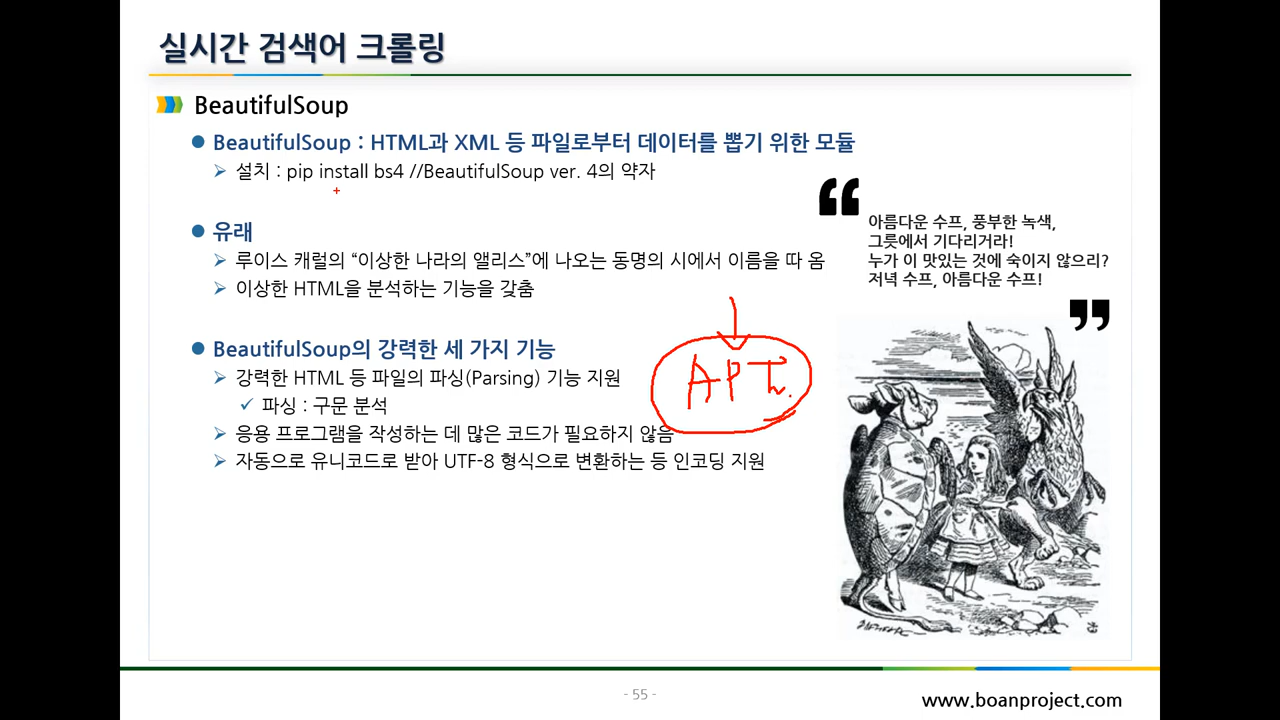 실시간 검색어 크롤링
BeautifulSoup
BeautifulSoup : HTML과 XML 등 파일로부터 데이터를 뽑기 위한 모듈
설치 : pip install bs4 //BeautifulSoup ver. 4의 약자
유래
루이스 캐럴의 “이상한 나라의 앨리스”에 나오는 동명의 시에서 이름을 따 옴
이상한 HTML을 분석하는 기능을 갖춤
❝
아름다운 수프, 풍부한 녹색,
그릇에서 기다리거라!
누가 이 맛있는 것에 숙이지 않으리?
저녁 수프, 아름다운 수프!
❞
BeautifulSoup의 강력한 세 가지 기능
강력한 HTML 등 파일의 파싱(Parsing) 기능 지원
파싱 : 구문 분석
응용 프로그램을 작성하는 데 많은 코드가 필요하지 않음
자동으로 유니코드로 받아 UTF-8 형식으로 변환하는 등 인코딩 지원
- 55 -
www.boanproject.com